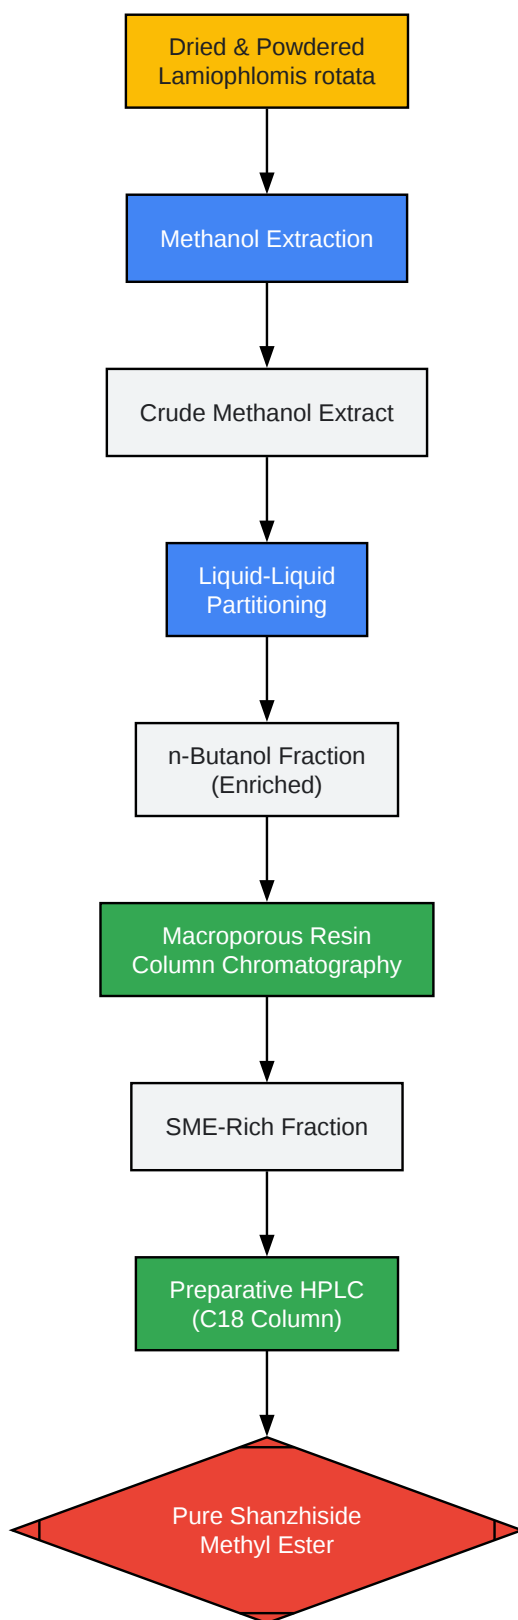 Dried & Powdered
Lamiophlomis rotata
Methanol Extraction
Crude Methanol Extract
Liquid-Liquid
Partitioning
n-Butanol Fraction
(Enriched)
Macroporous Resin
Column Chromatography
SME-Rich Fraction
Preparative HPLC
(C18 Column)
Pure Shanzhiside
Methyl Ester